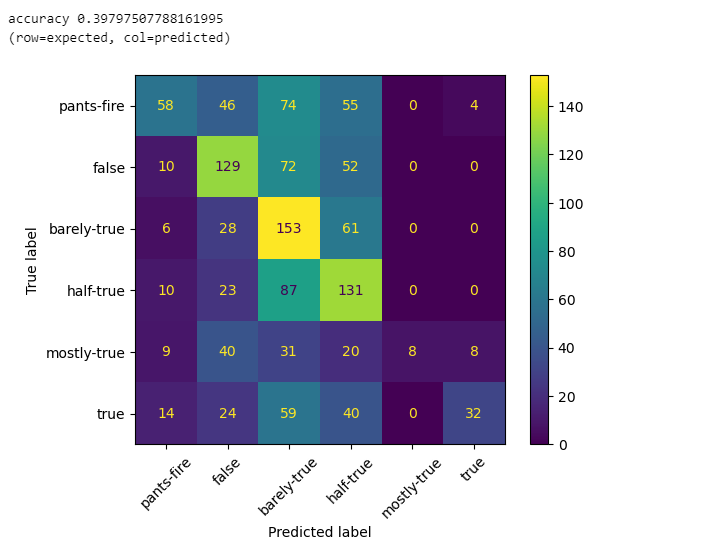 accuracy 0.39797507788161995
(row=expected, col=predicted)
pants-fire 58 46 74 55 0 4
false 10 129 72 52 0 0
barely-true 6 28 153 61 0 0
half-true 10 23 87 131 0 0
mostly-true 9 40 31 20 8 8
true 14 24 59 40 0 32
True label
pants-fire false barely-true half-true mostly-true true
Predicted label
140
120
100
80
60
40
20
0